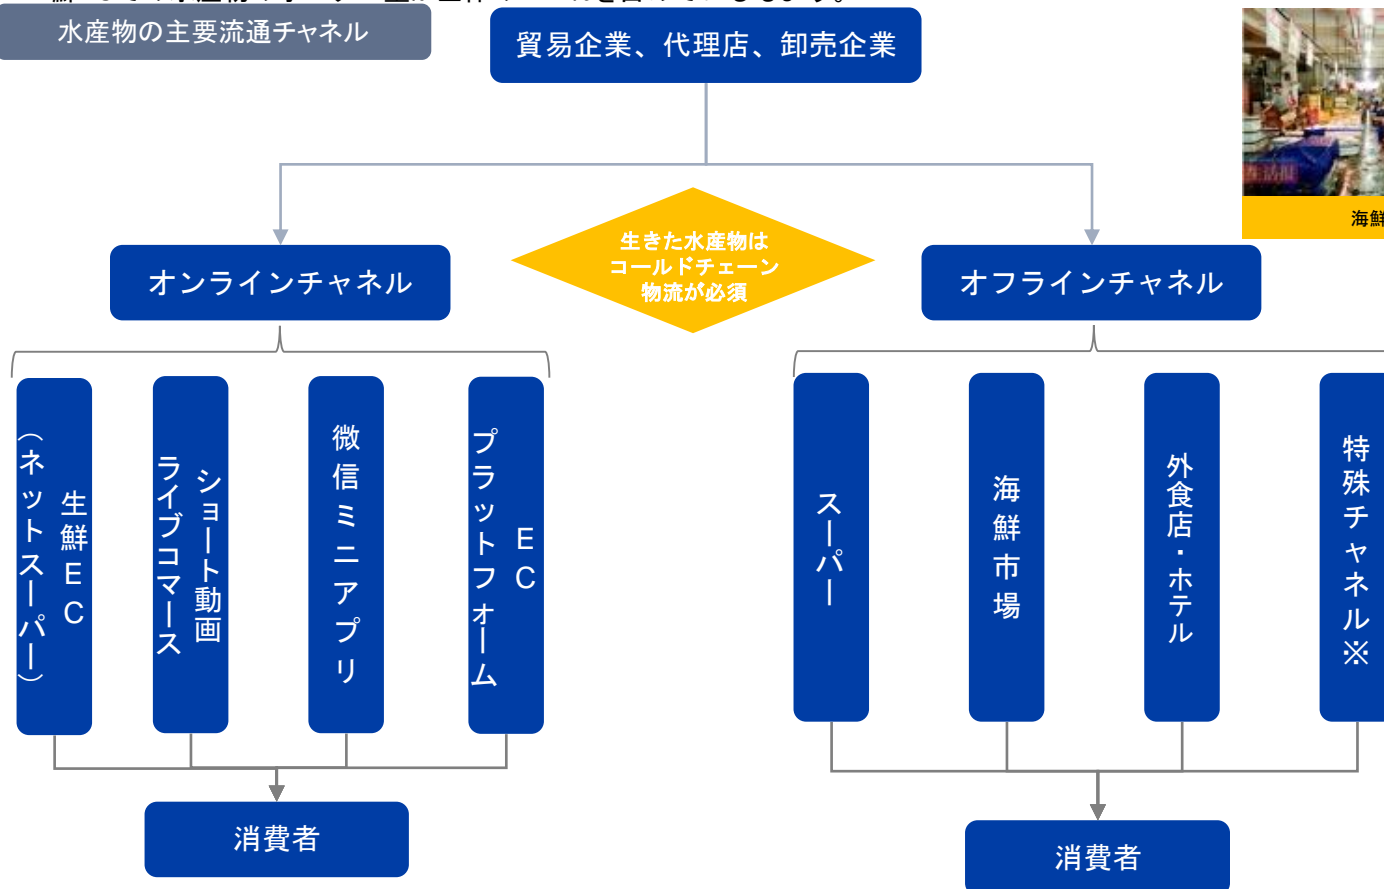 水産物の主要流通チャネル
貿易企業、代理店、卸売企業
海鮮
生きた水産物は
コールドチェーン
物流が必須
オンラインチャネル
オフラインチャネル
生鮮EC
（ネットスーパー）
ショート動画
ライブコマース
微信ミニアプリ
EC
プラットフォーム
スーパー
海鮮市場
外食店・ホテル
特殊チャネル※
消費者
消費者